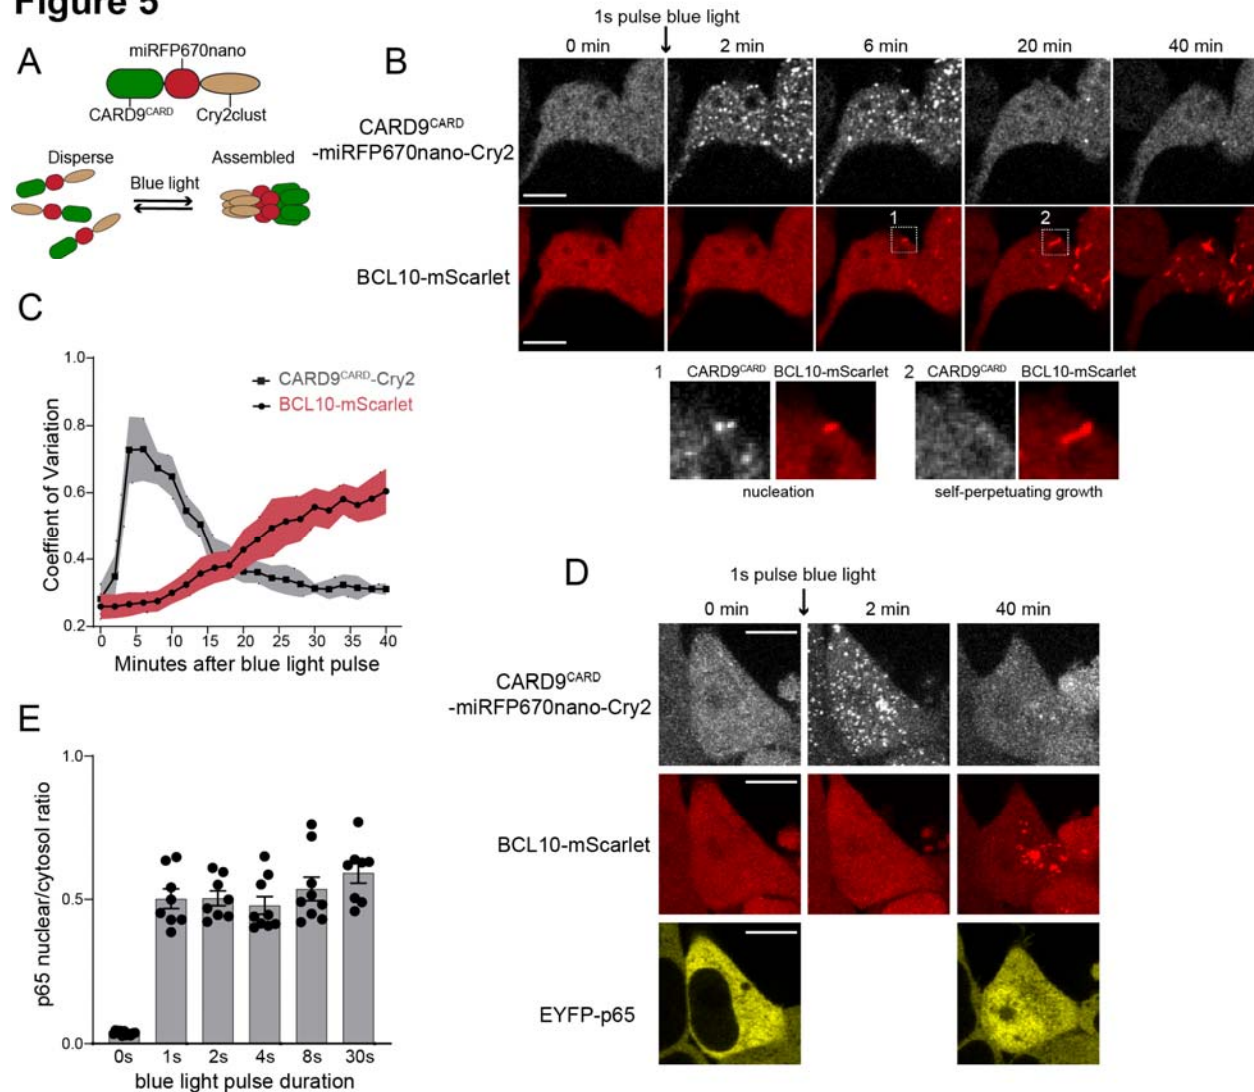 Figure 5
A
miRFP670nano
CARD9CARD
Cry2clust
Disperse
Assembled
Blue light
B
1s pulse blue light
0 min
2 min
6 min
20 min
40 min
CARD9CARD
-miRFP670nano-Cry2
BCL10-mScarlet
1
2
1
CARD9CARD
BCL10-mScarlet
2
CARD9CARD
BCL10-mScarlet
nucleation
self-perpetuating growth
C
1.0
0.8
0.6
0.4
0.2
Coeffient of Variation
CARD9CARD-Cry2
BCL10-mScarlet
0
5
10
15
20
25
30
35
40
Minutes after blue light pulse
D
1s pulse blue light
0 min
2 min
40 min
CARD9CARD
-miRFP670nano-Cry2
BCL10-mScarlet
EYFP-p65
E
1.0
0.5
0.0
p65 nuclear/cytosol ratio
0s
1s
2s
4s
8s
30s
blue light pulse duration